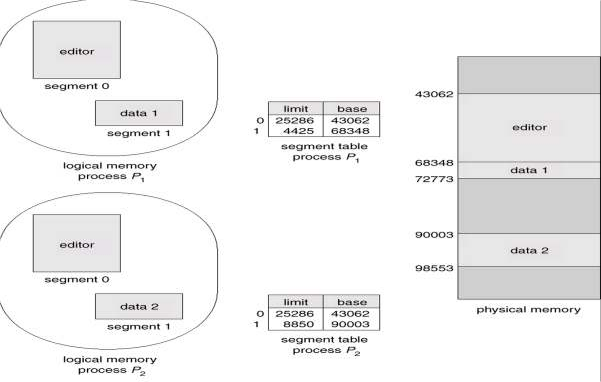 editor
segment 0
data 1
segment 1
logical memory
process P1
limit base
0 25286 43062
1 4425 68348
segment table
process P1
editor
segment 0
data 2
segment 1
logical memory
process P2
limit base
0 25286 43062
1 8850 90003
segment table
process P2
43062
editor
68348
data 1
72773
90003
data 2
98553
physical memory